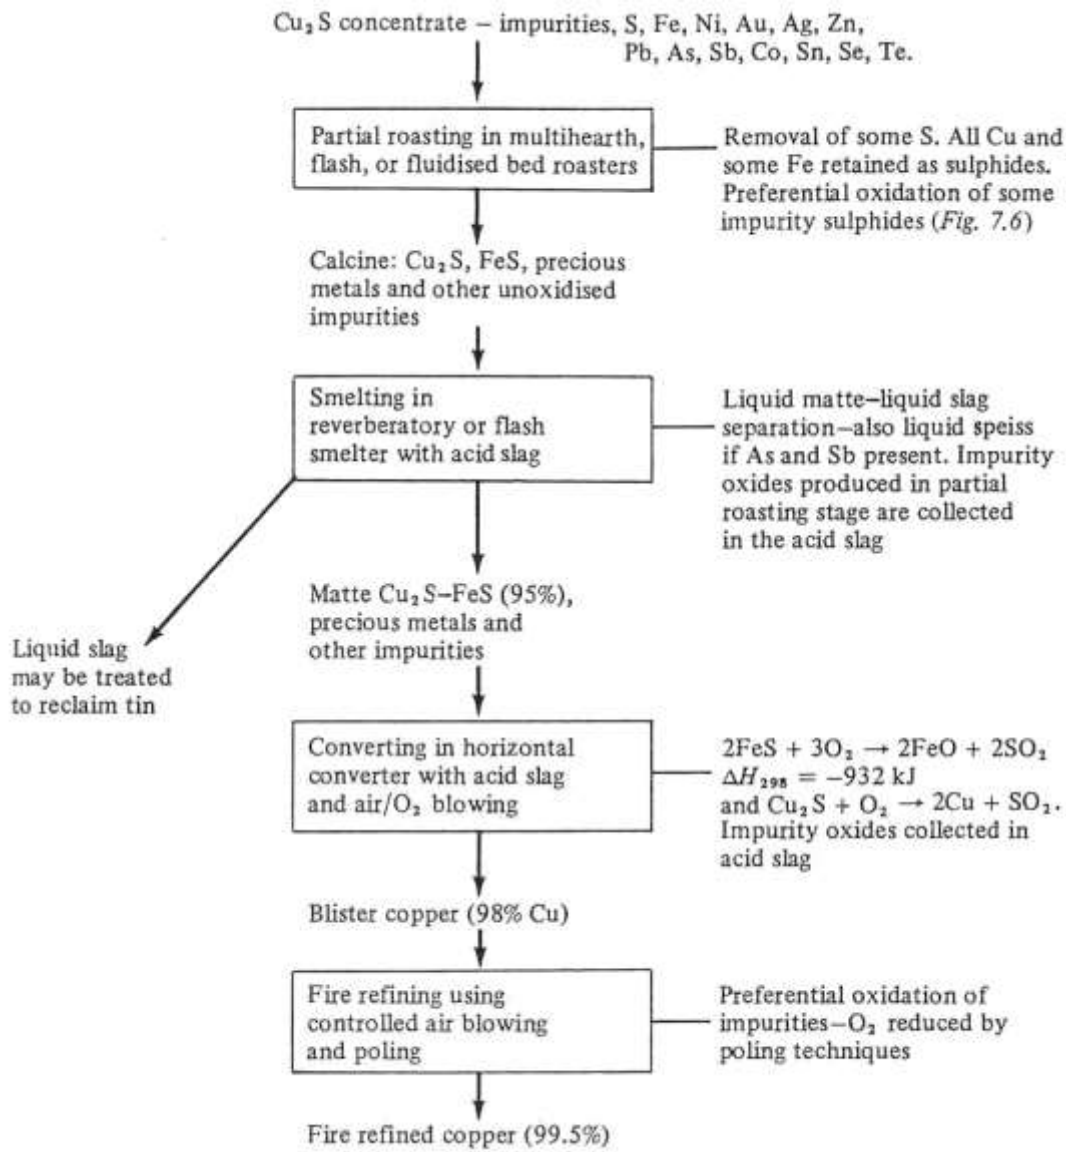 Cu₂S concentrate – impurities, S, Fe, Ni, Au, Ag, Zn,
Pb, As, Sb, Co, Sn, Se, Te.
Partial roasting in multihearth,
flash, or fluidised bed roasters
Removal of some S. All Cu and
some Fe retained as sulphides.
Preferential oxidation of some
impurity sulphides (Fig. 7.6)
Calcine: Cu₂S, FeS, precious
metals and other unoxidised
impurities
Smelting in
reverberatory or flash
smelter with acid slag
Liquid matte–liquid slag
separation–also liquid speiss
if As and Sb present. Impurity
oxides produced in partial
roasting stage are collected
in the acid slag
Matte Cu₂S–FeS (95%),
precious metals and
other impurities
Liquid slag
may be treated
to reclaim tin
Converting in horizontal
converter with acid slag
and air/O₂ blowing
2FeS + 3O₂ → 2FeO + 2SO₂
ΔH₂₉₈ = −932 kJ
and Cu₂S + O₂ → 2Cu + SO₂.
Impurity oxides collected in
acid slag
Blister copper (98% Cu)
Fire refining using
controlled air blowing
and poling
Preferential oxidation of
impurities–O₂ reduced by
poling techniques
Fire refined copper (99.5%)